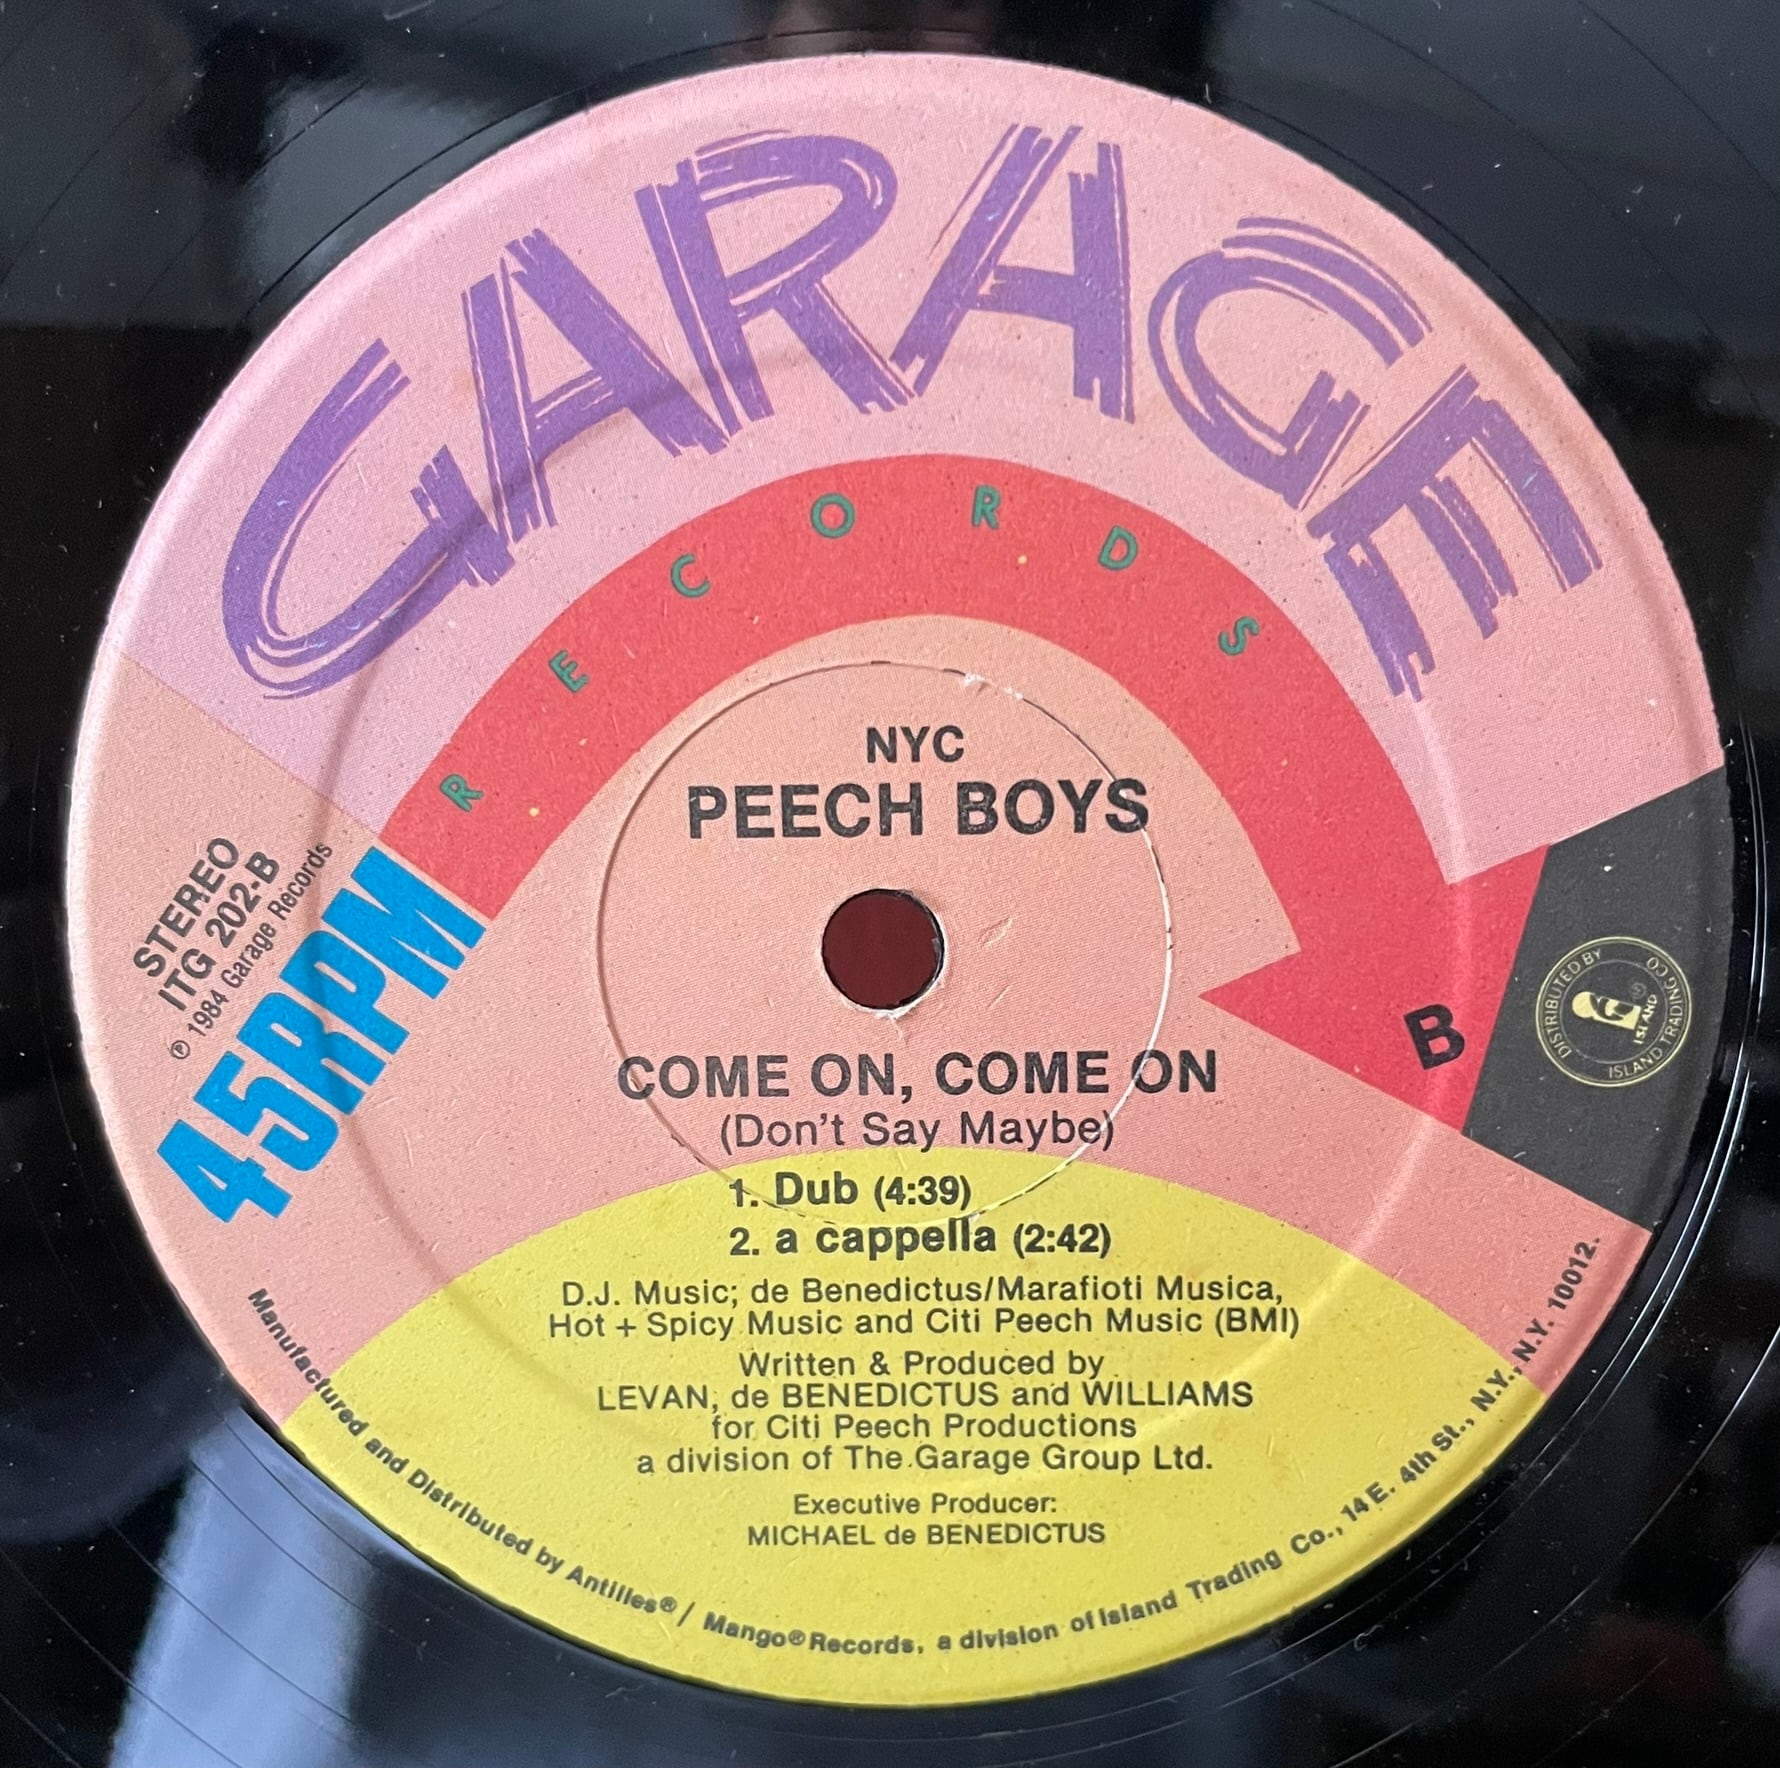 GARAGE
RECORDS
NYC
PEECH BOYS
STEREO
ITG 202-B
℗ 1984 Garage Records
45RPM
B
DISTRIBUTED BY
ISLAND
ISLAND TRADING CO
COME ON, COME ON
(Don't Say Maybe)
1. Dub (4:39)
2. a cappella (2:42)
D.J. Music; de Benedictus/Marafioti Musica,
Hot + Spicy Music and Citi Peech Music (BMI)
Written & Produced by
LEVAN, de BENEDICTUS and WILLIAMS
for Citi Peech Productions
a division of The Garage Group Ltd.
Executive Producer:
MICHAEL de BENEDICTUS
Manufactured and Distributed by Antilles® / Mango® Records, a division of Island Trading Co., 14 E. 4th St., N.Y., N.Y. 10012.